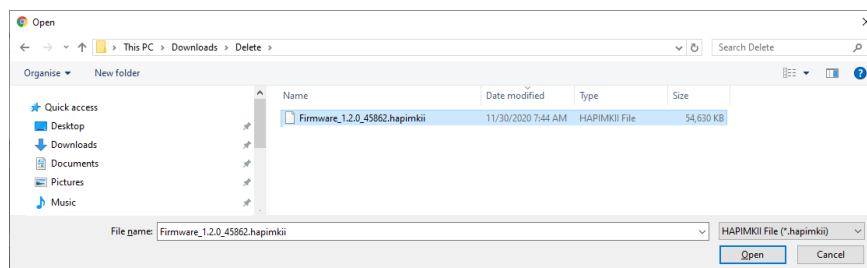 Open
This PC > Downloads > Delete >
Search Delete
Organise
New folder
Name
Date modified
Type
Size
Quick access
Desktop
Downloads
Documents
Pictures
Music
Firmware_1.2.0_45862.hapimkii
11/30/2020 7:44 AM
HAPIMKII File
54,630 KB
File name: Firmware_1.2.0_45862.hapimkii
HAPIMKII File (*.hapimkii)
Open
Cancel